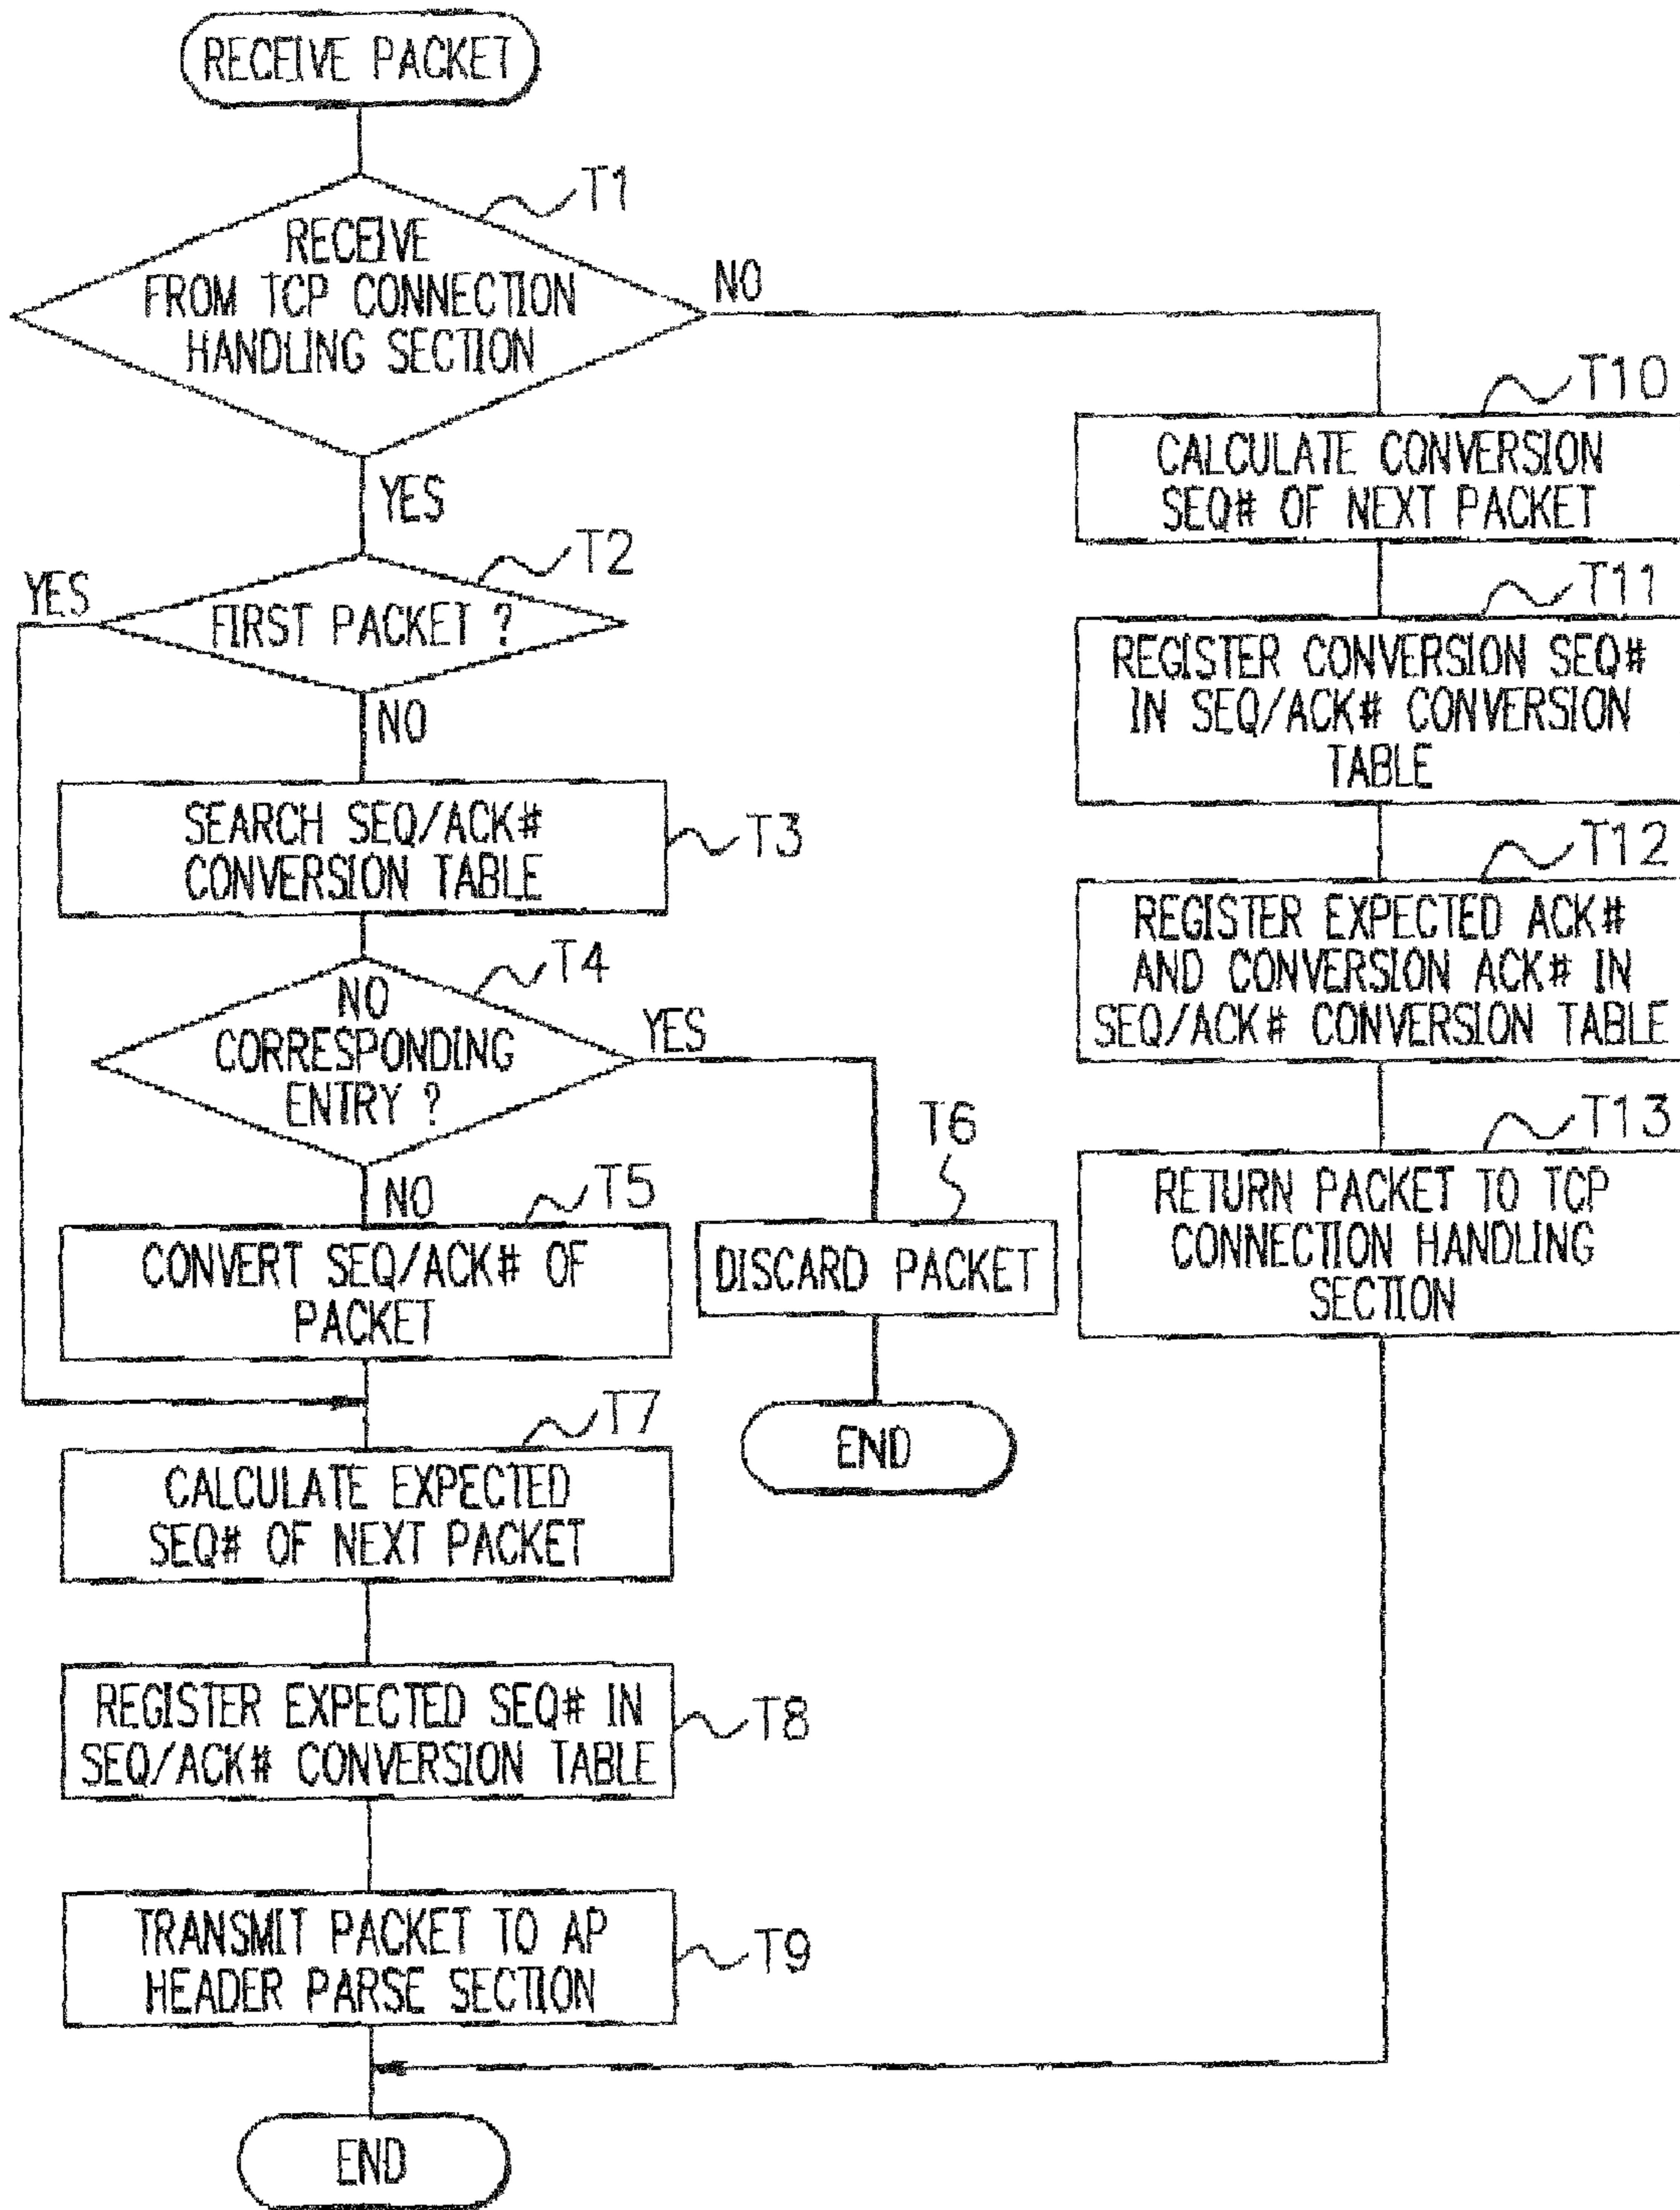 RECEIVE PACKET
T1
RECEIVE
FROM TCP CONNECTION
HANDLING SECTION
NO
YES
T2
YES
FIRST PACKET ?
NO
SEARCH SEQ/ACK#
CONVERSION TABLE
T3
T4
NO
CORRESPONDING
ENTRY ?
YES
NO
T5
CONVERT SEQ/ACK# OF
PACKET
T6
DISCARD PACKET
END
T7
CALCULATE EXPECTED
SEQ# OF NEXT PACKET
REGISTER EXPECTED SEQ# IN
SEQ/ACK# CONVERSION TABLE
T8
TRANSMIT PACKET TO AP
HEADER PARSE SECTION
T9
T10
CALCULATE CONVERSION
SEQ# OF NEXT PACKET
T11
REGISTER CONVERSION SEQ#
IN SEQ/ACK# CONVERSION
TABLE
T12
REGISTER EXPECTED ACK#
AND CONVERSION ACK# IN
SEQ/ACK# CONVERSION TABLE
T13
RETURN PACKET TO TCP
CONNECTION HANDLING
SECTION
END